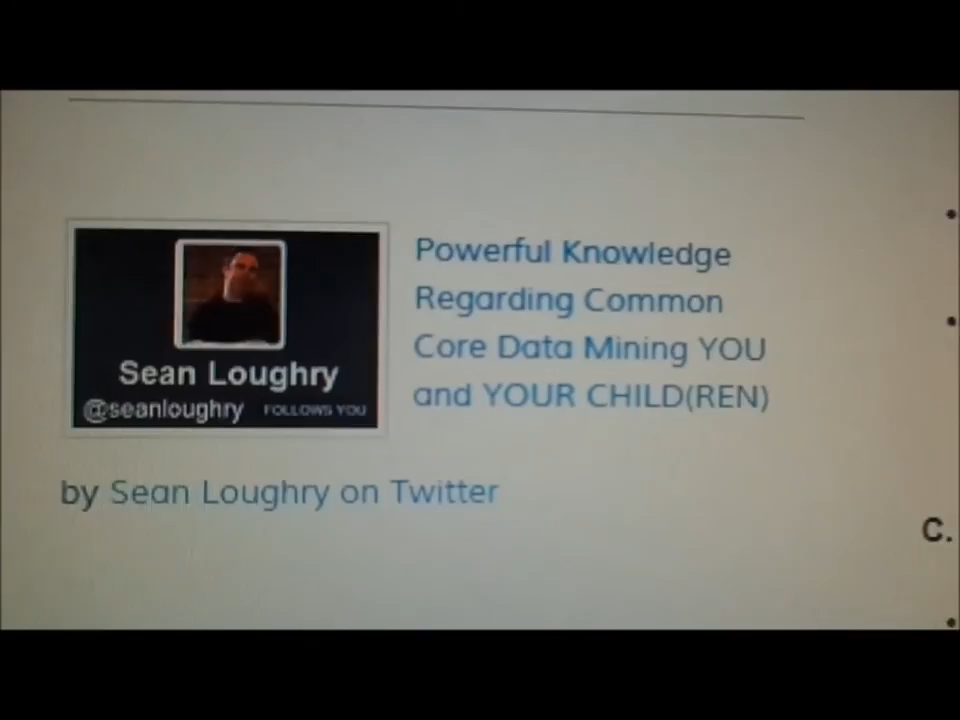 Sean Loughry
@seanloughry FOLLOWS YOU
Powerful Knowledge
Regarding Common
Core Data Mining YOU
and YOUR CHILD(REN)
by Sean Loughry on Twitter
C.